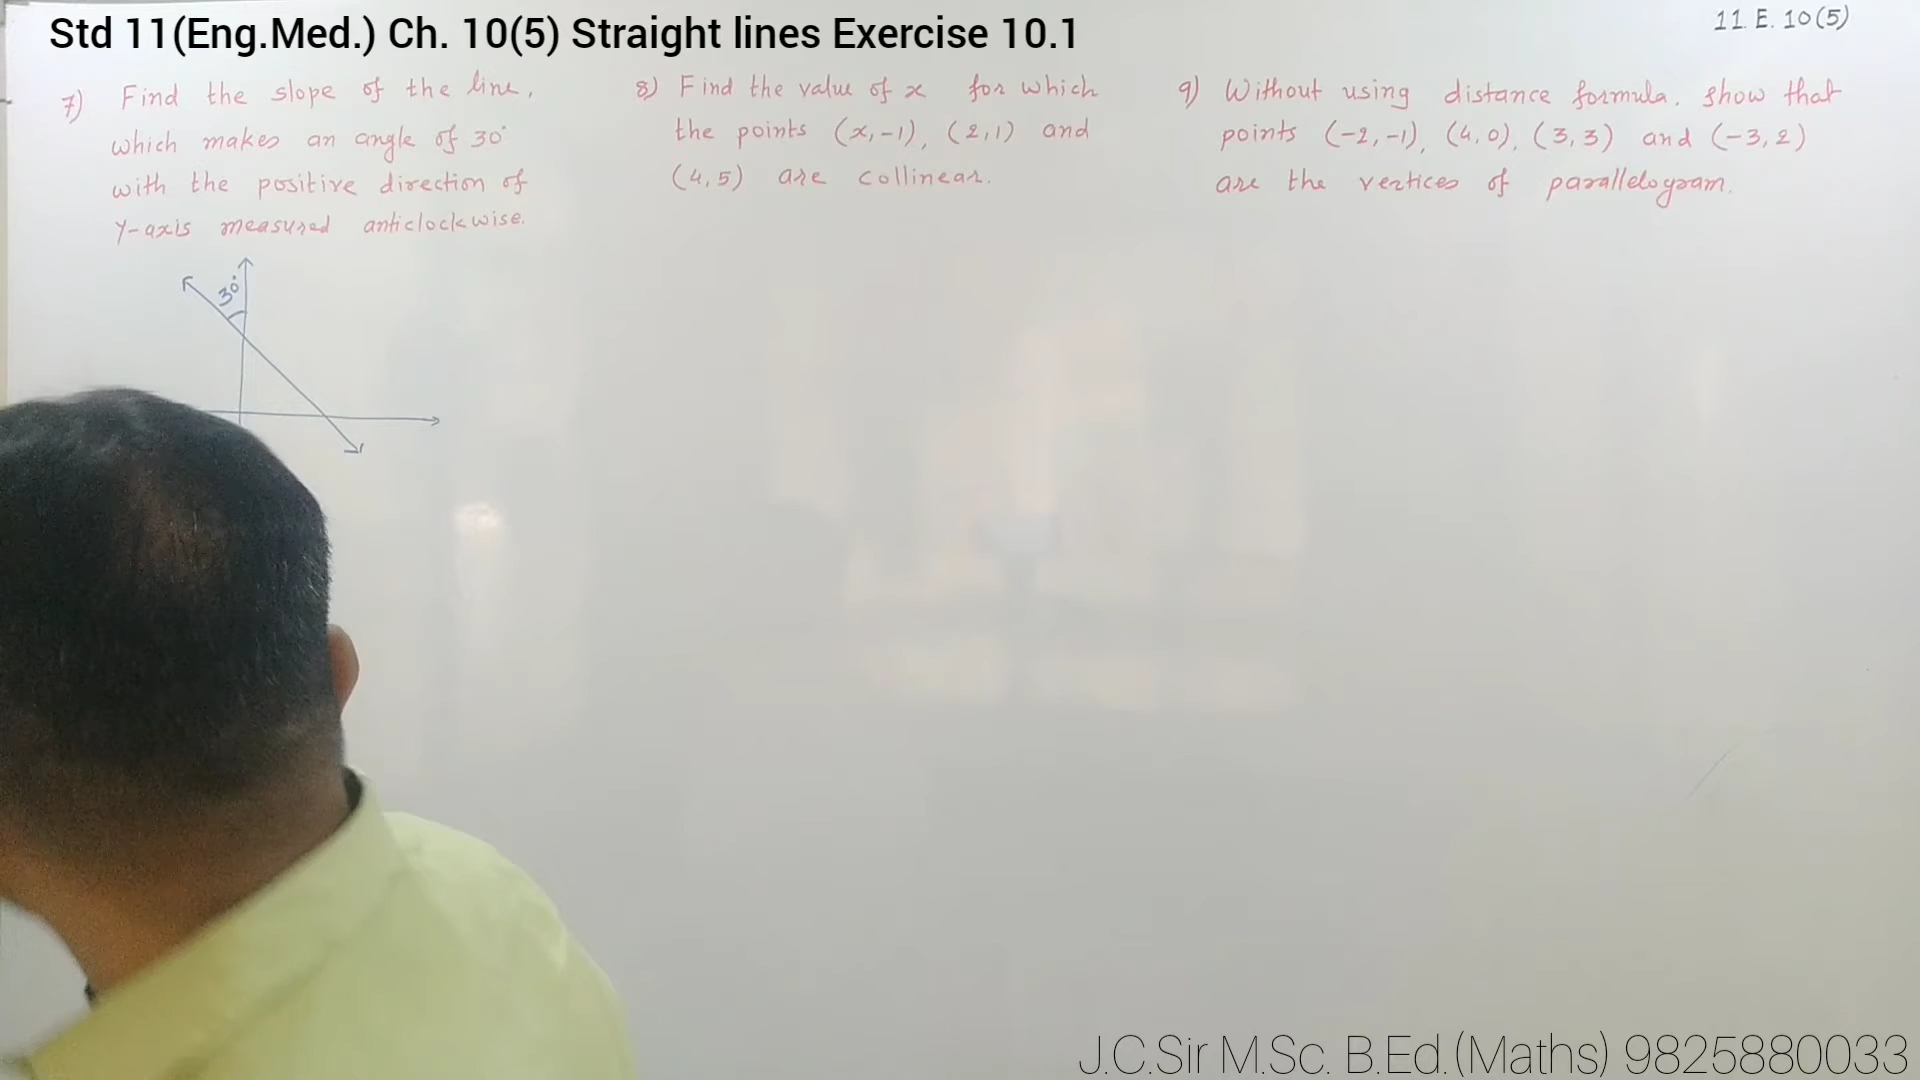 Std 11(Eng.Med.) Ch. 10(5) Straight lines Exercise 10.1
11. E. 10(5)
7) Find the slope of the line,
which makes an angle of 30°
with the positive direction of
Y-axis measured anticlockwise.
30°
8) Find the value of x for which
the points (x,-1), (2,1) and
(4,5) are collinear.
9) Without using distance formula, show that
points (-2,-1), (4,0), (3,3) and (-3,2)
are the vertices of parallelogram.
J.C.Sir M.Sc. B.Ed.(Maths) 9825880033